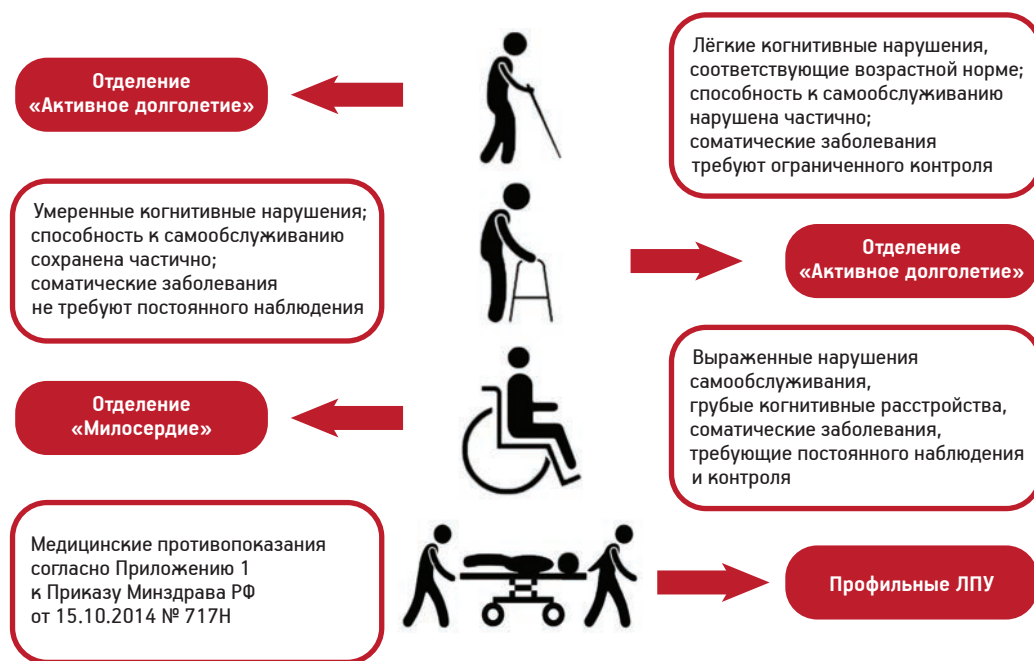 Отделение
«Активное долголетие»
Лёгкие когнитивные нарушения,
соответствующие возрастной норме;
способность к самообслуживанию
нарушена частично;
соматические заболевания
требуют ограниченного контроля
Умеренные когнитивные нарушения;
способность к самообслуживанию
сохранена частично;
соматические заболевания
не требуют постоянного наблюдения
Отделение
«Активное долголетие»
Отделение
«Милосердие»
Выраженные нарушения
самообслуживания,
грубые когнитивные расстройства,
соматические заболевания,
требующие постоянного наблюдения
и контроля
Медицинские противопоказания
согласно Приложению 1
к Приказу Минздрава РФ
от 15.10.2014 № 717Н
Профильные ЛПУ